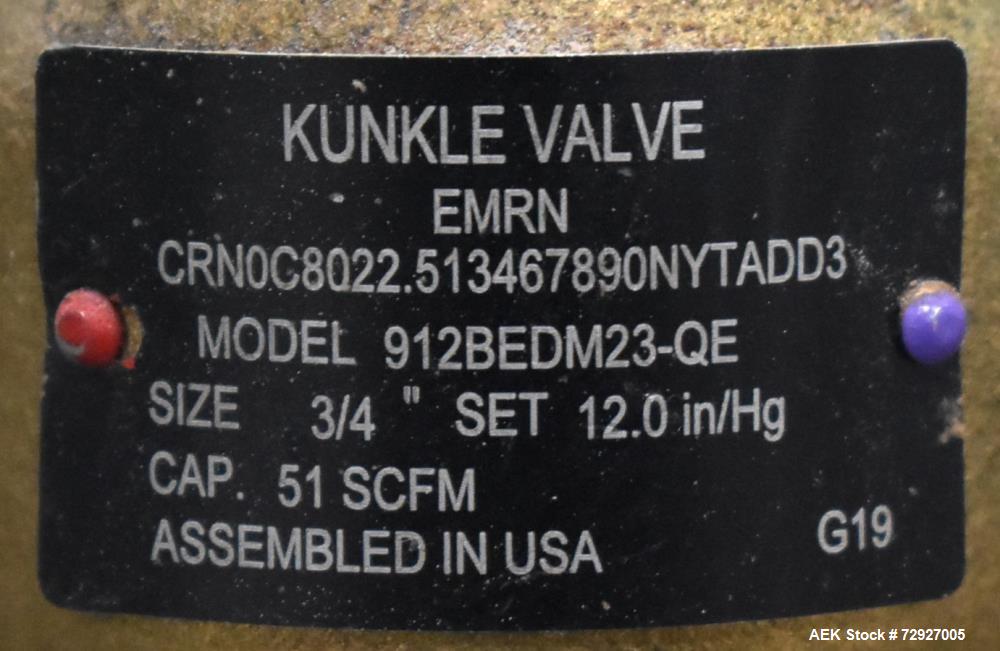 KUNKLE VALVE
EMRN
CRN0C8022.513467890NYTADD3
MODEL 912BEDM23-QE
SIZE 3/4 " SET 12.0 in/Hg
CAP. 51 SCFM
ASSEMBLED IN USA G19
AEK Stock # 72927005